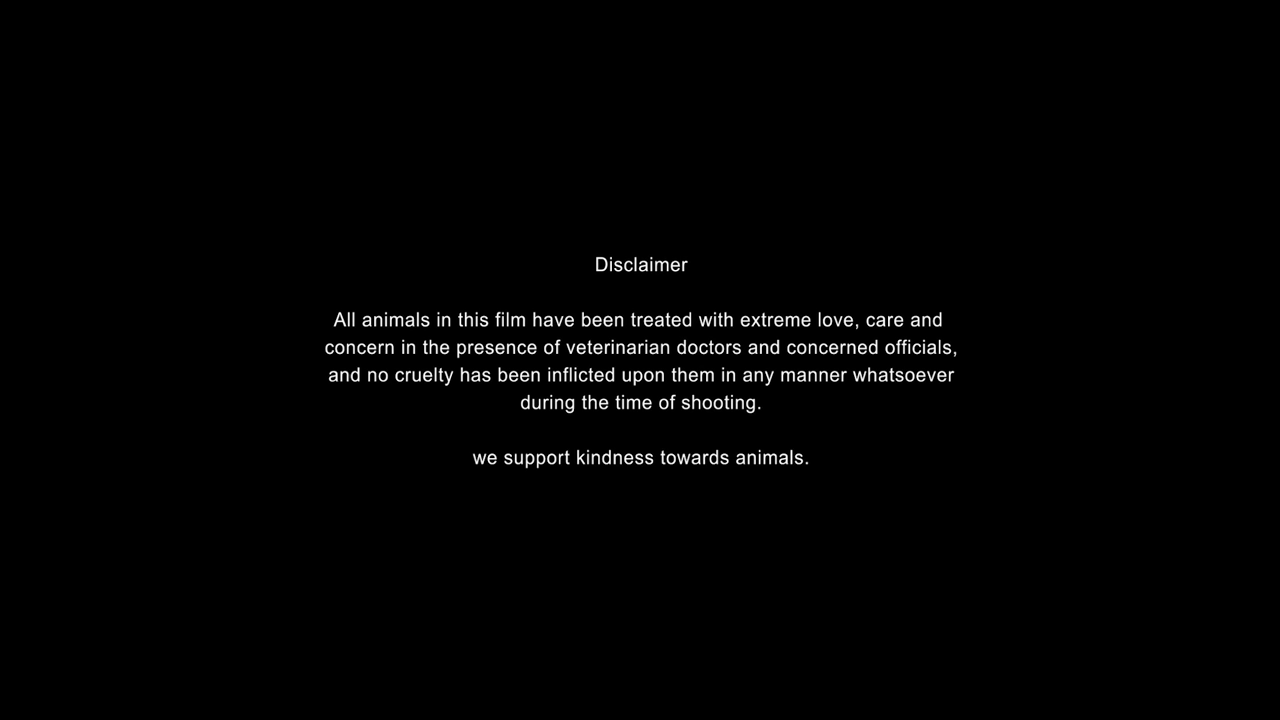 Disclaimer
All animals in this film have been treated with extreme love, care and
concern in the presence of veterinarian doctors and concerned officials,
and no cruelty has been inflicted upon them in any manner whatsoever
during the time of shooting.
we support kindness towards animals.